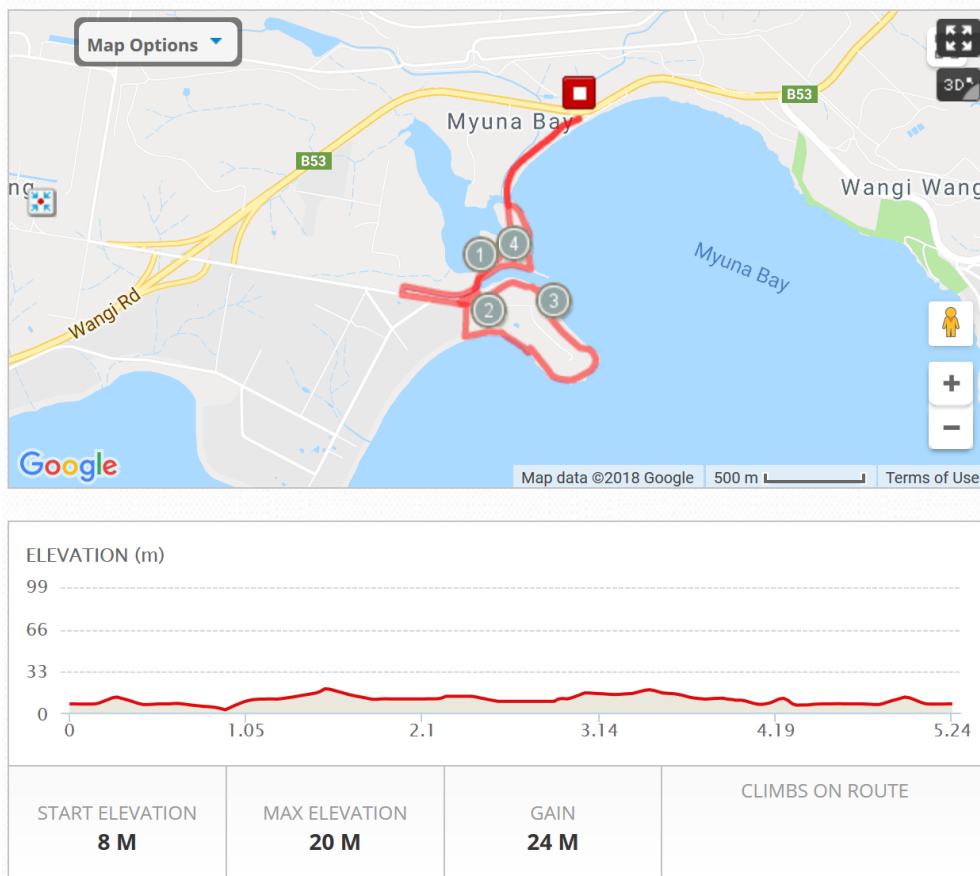 Map Options
B53
3D
Myuna Bay
B53
ng
Wangi Wang
1
4
Myuna Bay
2
3
Wangi Rd
Google
Map data ©2018 Google
500 m
Terms of Use
ELEVATION (m)
99
66
33
0
0
1.05
2.1
3.14
4.19
5.24
START ELEVATION
8 M
MAX ELEVATION
20 M
GAIN
24 M
CLIMBS ON ROUTE